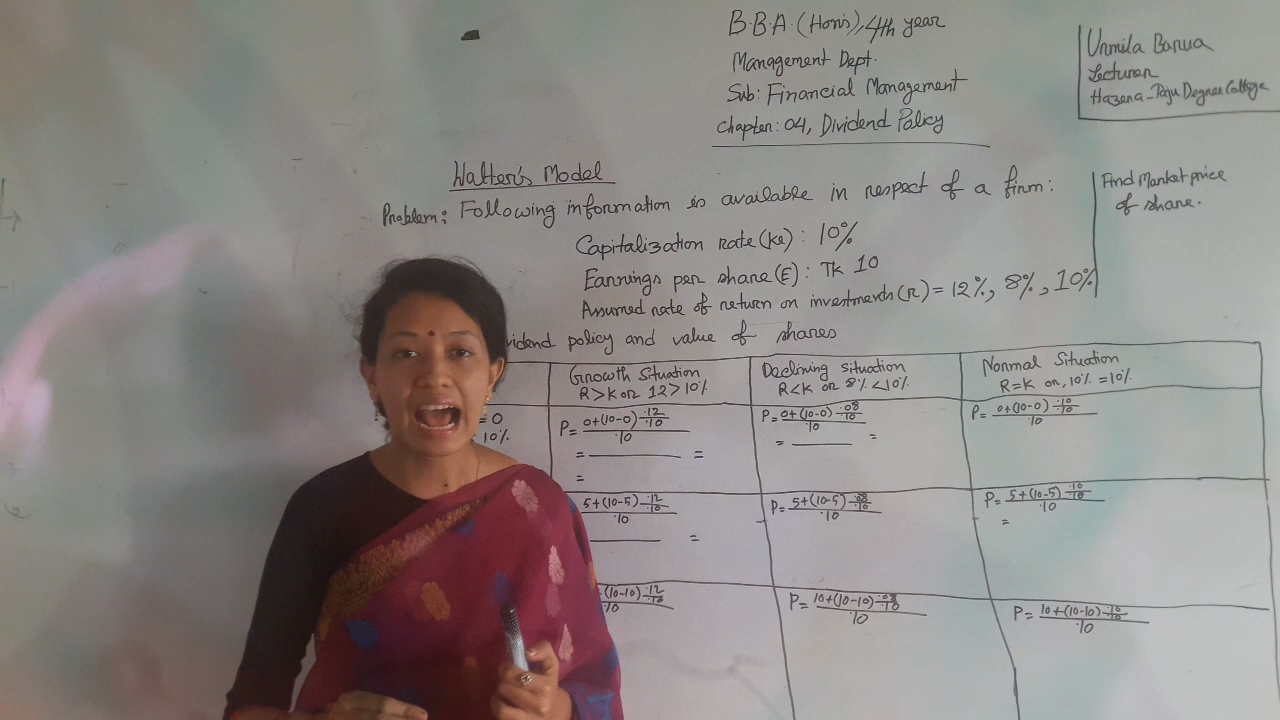 B.B.A. (Hon's), 4th year
Management Dept.
Sub: Financial Management
Chapter: 04, Dividend Policy
Urmila Barua
Lecturer
Hazera-Taju Degree College
Walter's Model
Problem: Following information is available in respect of a firm:
Capitalization rate (ke): 10%
Earnings per share (E): Tk 10
Assumed rate of return on investments (r) = 12%, 8%, 10%
Find Market price
of share.
vidend policy and value of shares
Growth Situation
R>K or 12>10%
Declining Situation
R<K or 8%<10%
Normal Situation
R=K or, 10% = 10%
= 0
10%
P= 0+(10-0) .12/.10
.10
= =
=
P= 0+(10-0) .08/.10
.10
= =
P= 0+(10-0) .10/.10
.10
5+(10-5) .12/.10
.10
=
P= 5+(10-5) .08/.10
.10
P= 5+(10-5) .10/.10
.10
=
(10-10) .12/.10
.10
P= 10+(10-10) .08/.10
.10
P= 10+(10-10) .10/.10
.10